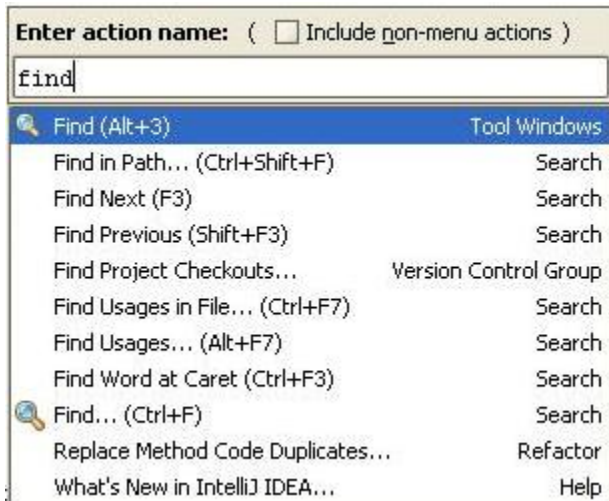 Enter action name: ( Include non-menu actions )
find
Find (Alt+3) Tool Windows
Find in Path... (Ctrl+Shift+F) Search
Find Next (F3) Search
Find Previous (Shift+F3) Search
Find Project Checkouts... Version Control Group
Find Usages in File... (Ctrl+F7) Search
Find Usages... (Alt+F7) Search
Find Word at Caret (Ctrl+F3) Search
Find... (Ctrl+F) Search
Replace Method Code Duplicates... Refactor
What's New in IntelliJ IDEA... Help